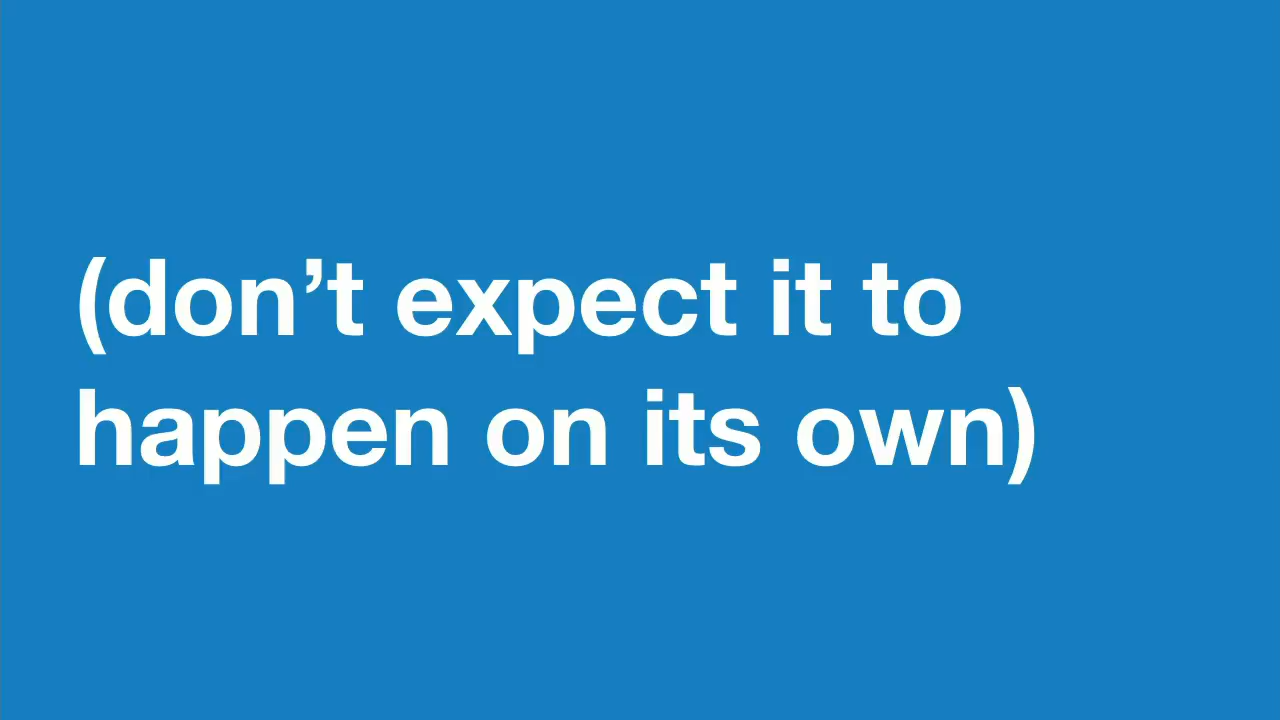 (don’t expect it to
happen on its own)